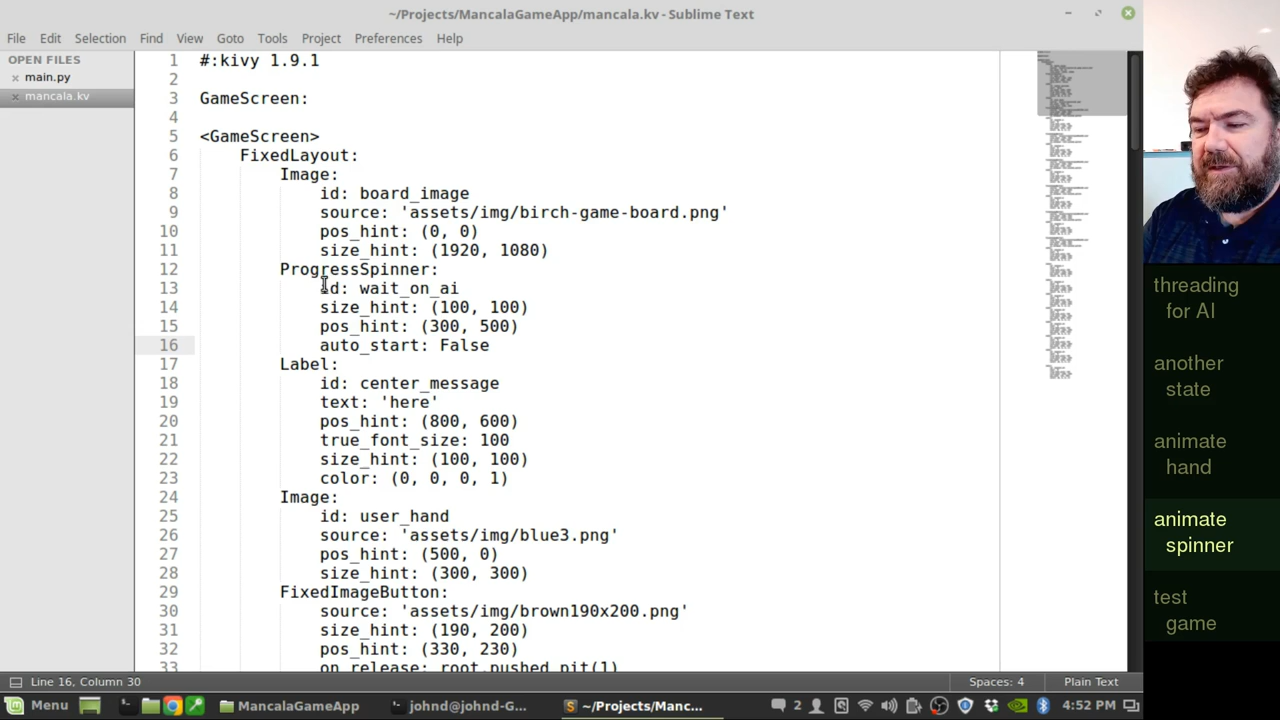 ~/Projects/MancalaGameApp/mancala.kv - Sublime Text
File Edit Selection Find View Goto Tools Project Preferences Help
OPEN FILES
main.py
mancala.kv
1 #:kivy 1.9.1
2
3 GameScreen:
4
5 <GameScreen>
6 FixedLayout:
7 Image:
8 id: board_image
9 source: 'assets/img/birch-game-board.png'
10 pos_hint: (0, 0)
11 size_hint: (1920, 1080)
12 ProgressSpinner:
13 id: wait_on_ai
14 size_hint: (100, 100)
15 pos_hint: (300, 500)
16 auto_start: False
17 Label:
18 id: center_message
19 text: 'here'
20 pos_hint: (800, 600)
21 true_font_size: 100
22 size_hint: (100, 100)
23 color: (0, 0, 0, 1)
24 Image:
25 id: user_hand
26 source: 'assets/img/blue3.png'
27 pos_hint: (500, 0)
28 size_hint: (300, 300)
29 FixedImageButton:
30 source: 'assets/img/brown190x200.png'
31 size_hint: (190, 200)
32 pos_hint: (330, 230)
33 on_release: root.pushed_pit(1)
threading
for AI
another
state
animate
hand
animate
spinner
test
game
Line 16, Column 30
Spaces: 4
Plain Text
Menu
MancalaGameApp
johnd@johnd-G...
~/Projects/Manc...
2
4:52 PM